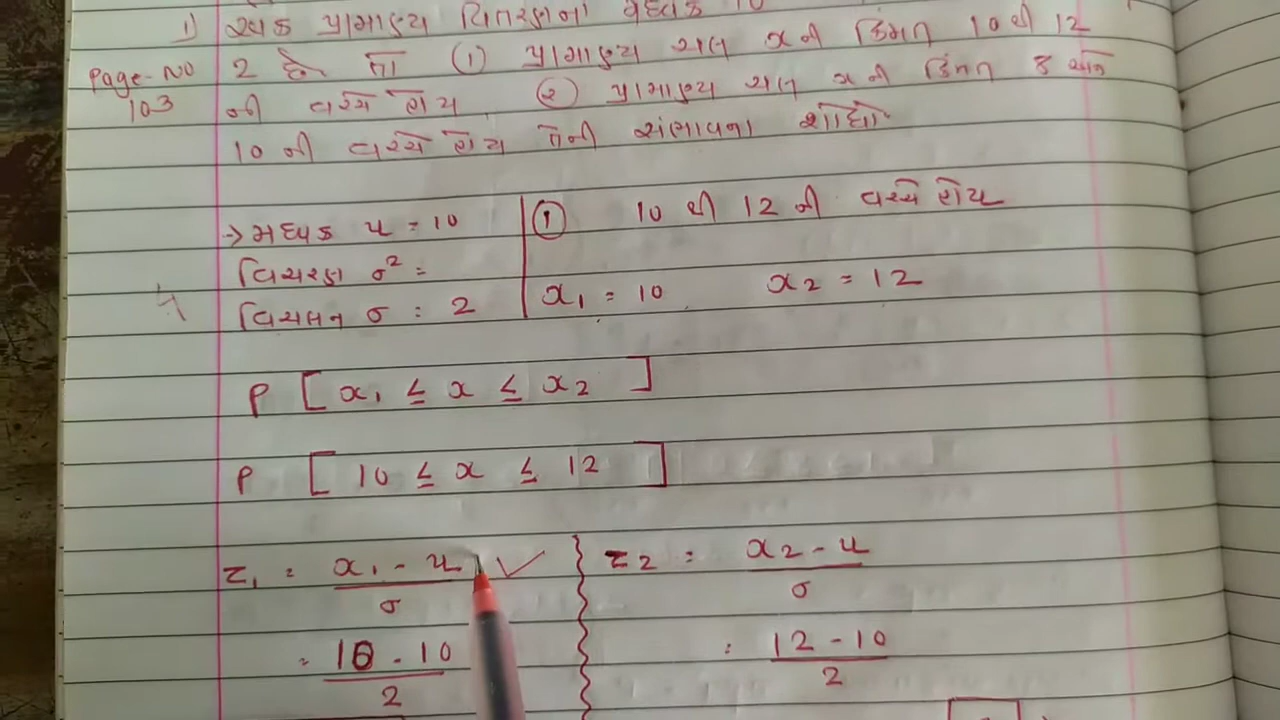 1) એક પ્રામાણ્ય વિતરણનો મધ્યક 10
Page-No 2 છે તો ① પ્રામાણ્ય ચલ x ની કિંમત 10 થી 12
103 ની વચ્ચે હોય ② પ્રામાણ્ય ચલ x ની કિંમત 8 અને
10 ની વચ્ચે હોય તેની સંભાવના શોધો
→ મધ્યક μ = 10
વિચરણ σ² =
વિચલન σ : 2
① 10 થી 12 ની વચ્ચે હોય
x₁ = 10 x₂ = 12
P [ x₁ ≤ x ≤ x₂ ]
P [ 10 ≤ x ≤ 12 ]
z₁ = x₁ - μ / σ ✓
= 10 - 10 / 2
z₂ = x₂ - μ / σ
: 12 - 10 / 2